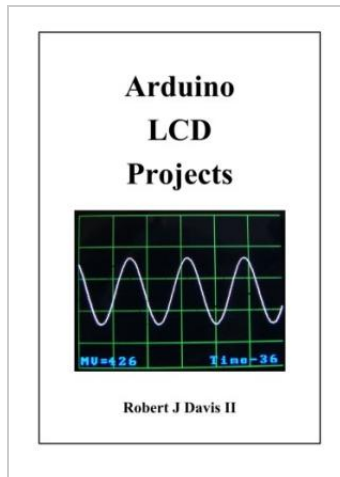 Arduino
LCD
Projects
MV=426 Time-36
Robert J Davis II